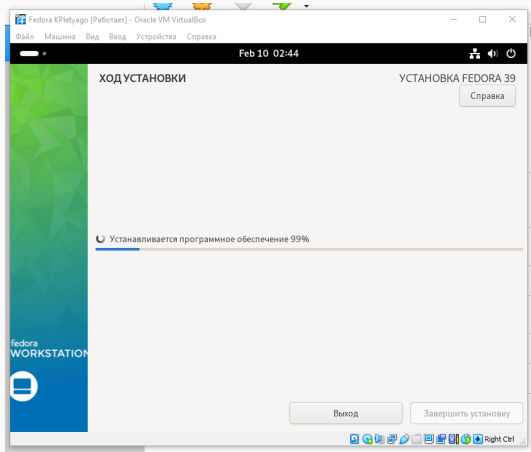 Fedora KPletyago [Работает] - Oracle VM VirtualBox
Файл Машина Вид Ввод Устройства Справка
Feb 10 02:44
ХОД УСТАНОВКИ
УСТАНОВКА FEDORA 39
Справка
Устанавливается программное обеспечение 99%
fedora
WORKSTATION
Выход
Завершить установку
Right Ctrl